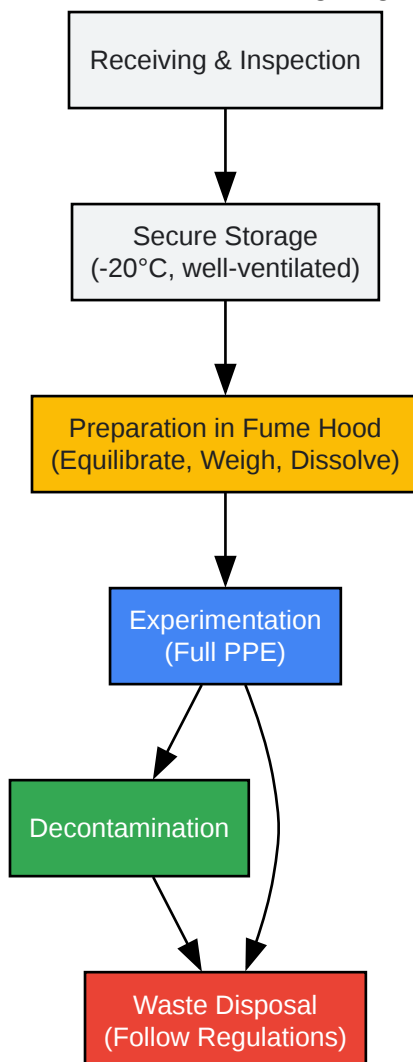 Receiving & Inspection
Secure Storage
(-20°C, well-ventilated)
Preparation in Fume Hood
(Equilibrate, Weigh, Dissolve)
Experimentation
(Full PPE)
Decontamination
Waste Disposal
(Follow Regulations)